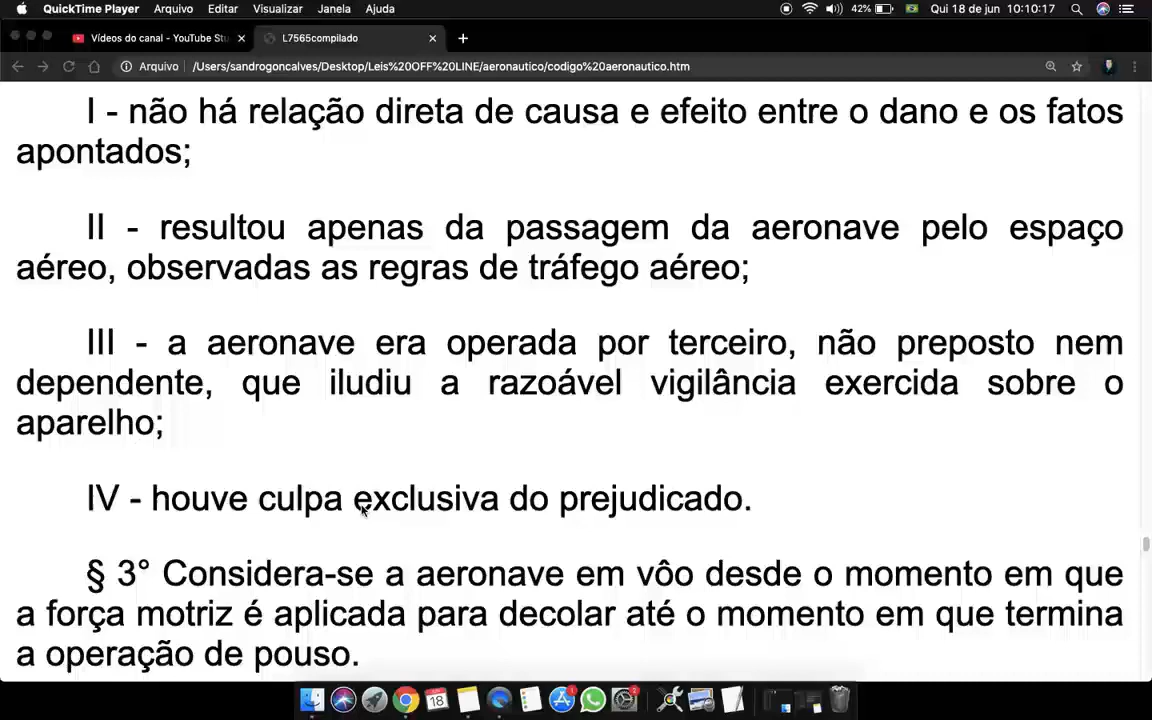 QuickTime Player Arquivo Editar Visualizar Janela Ajuda 42% Qui 18 de jun 10:10:17
Vídeos do canal - YouTube Stu L7565compilado
Arquivo /Users/sandrogoncalves/Desktop/Leis%20OFF%20LINE/aeronautico/codigo%20aeronautico.htm
I - não há relação direta de causa e efeito entre o dano e os fatos
apontados;
II - resultou apenas da passagem da aeronave pelo espaço
aéreo, observadas as regras de tráfego aéreo;
III - a aeronave era operada por terceiro, não preposto nem
dependente, que iludiu a razoável vigilância exercida sobre o
aparelho;
IV - houve culpa exclusiva do prejudicado.
§ 3° Considera-se a aeronave em vôo desde o momento em que
a força motriz é aplicada para decolar até o momento em que termina
a operação de pouso.
18